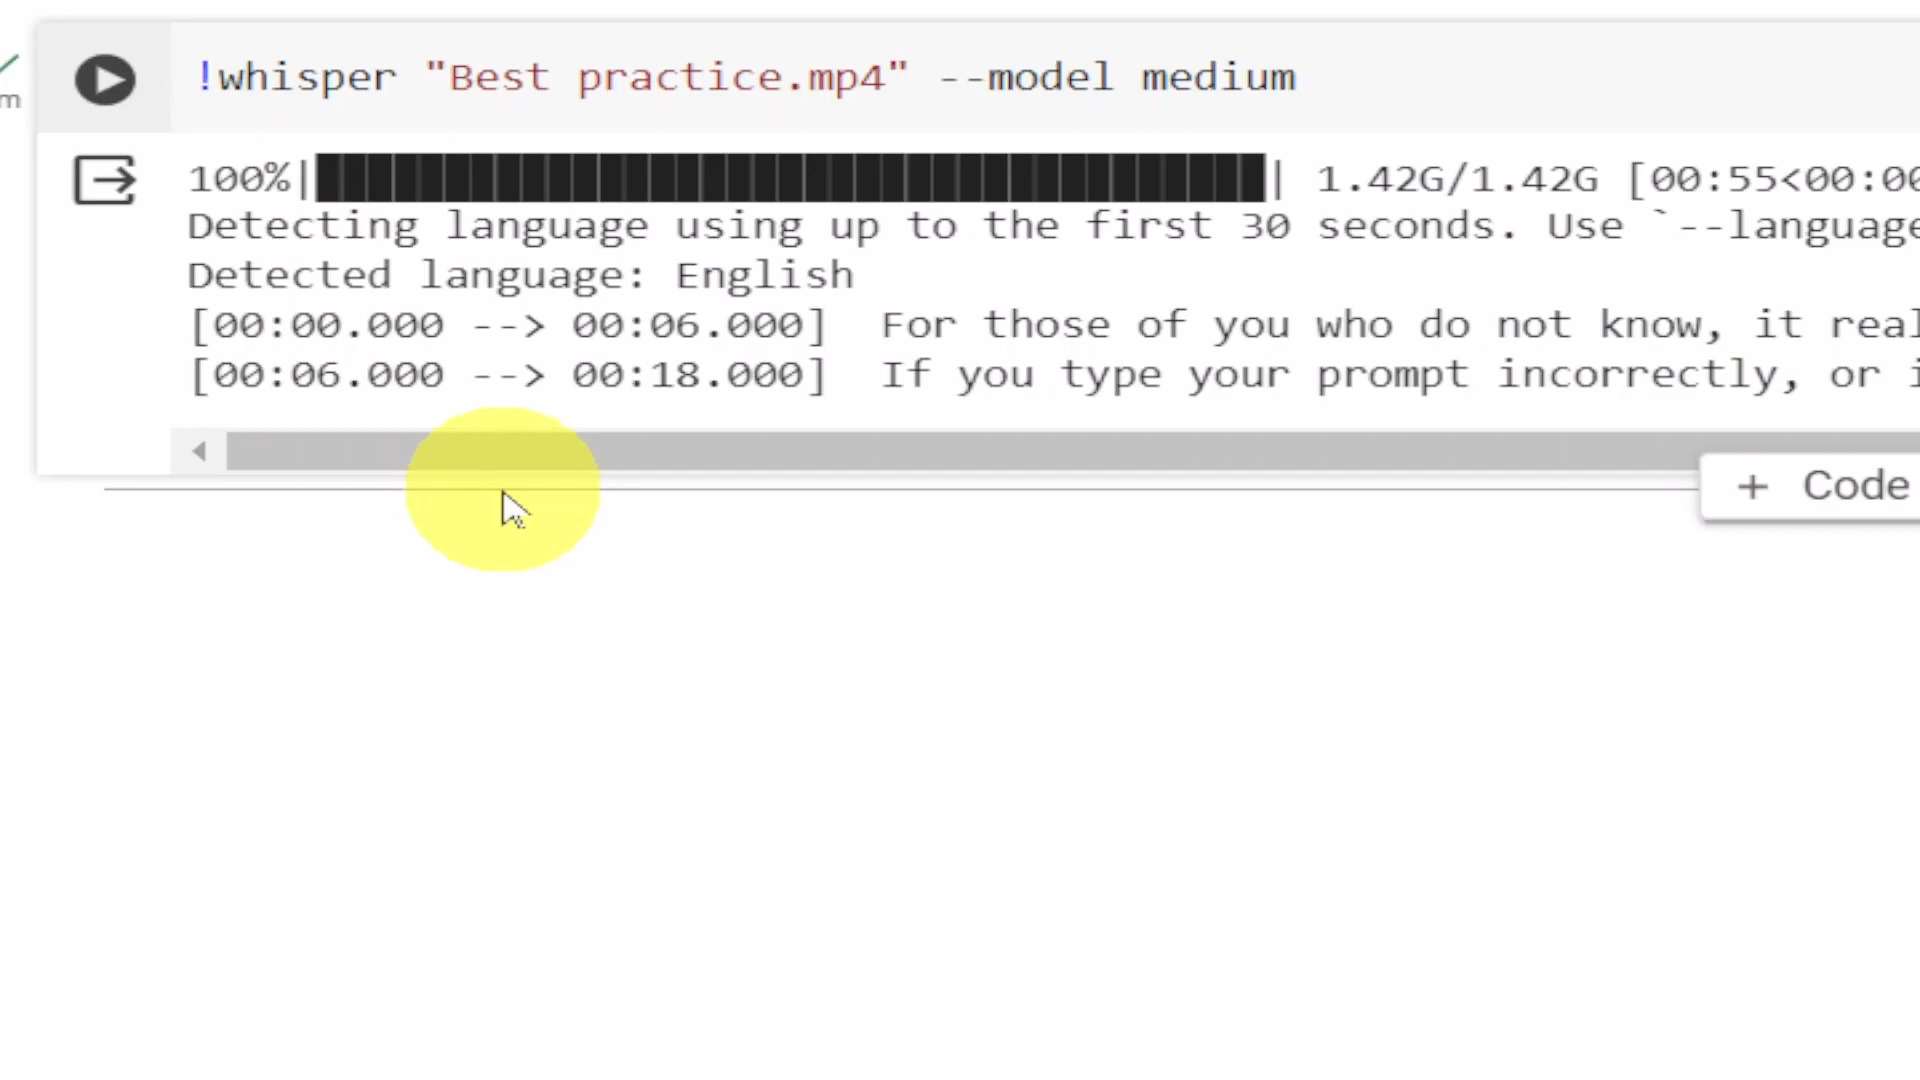 !whisper "Best practice.mp4" --model medium
m
100%| | 1.42G/1.42G [00:55<00:00
Detecting language using up to the first 30 seconds. Use `--language
Detected language: English
[00:00.000 --> 00:06.000] For those of you who do not know, it real
[00:06.000 --> 00:18.000] If you type your prompt incorrectly, or i
+ Code